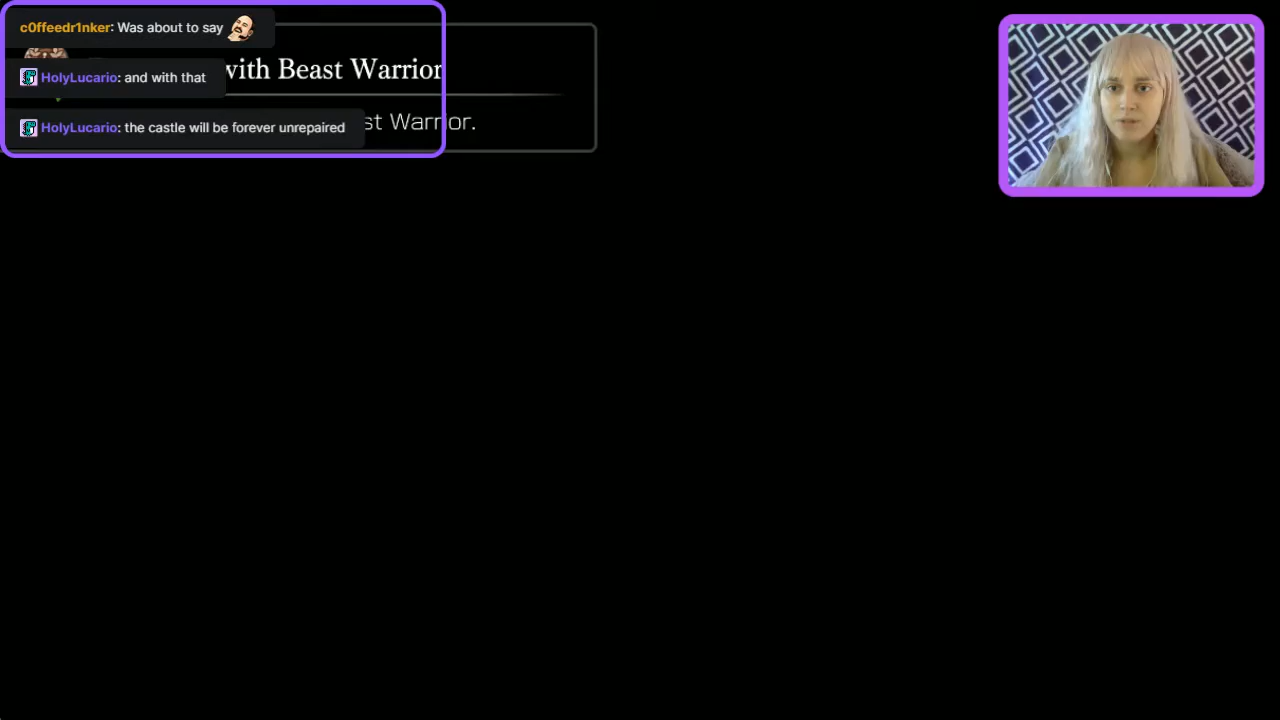 c0ffeedr1nker: Was about to say
with Beast Warrior
HolyLucario: and with that
HolyLucario: the castle will be forever unrepaired
Warrior.